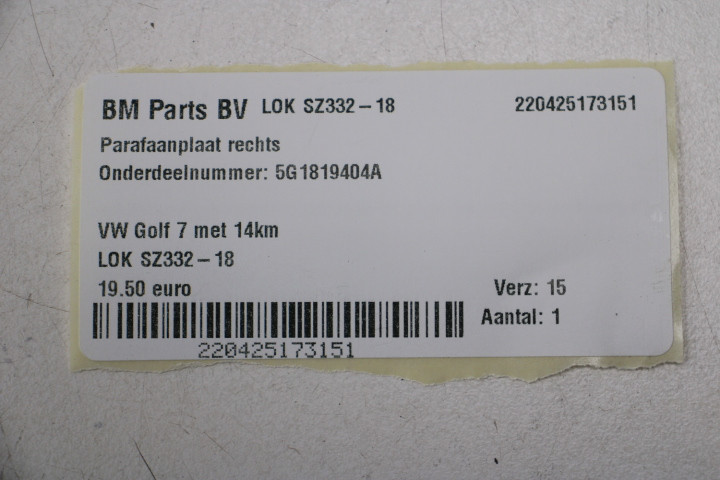 BM Parts BV LOK SZ332-18 220425173151
Parafaanplaat rechts
Onderdeelnummer: 5G1819404A
VW Golf 7 met 14km
LOK SZ332-18
19.50 euro Verz: 15
Aantal: 1
220425173151